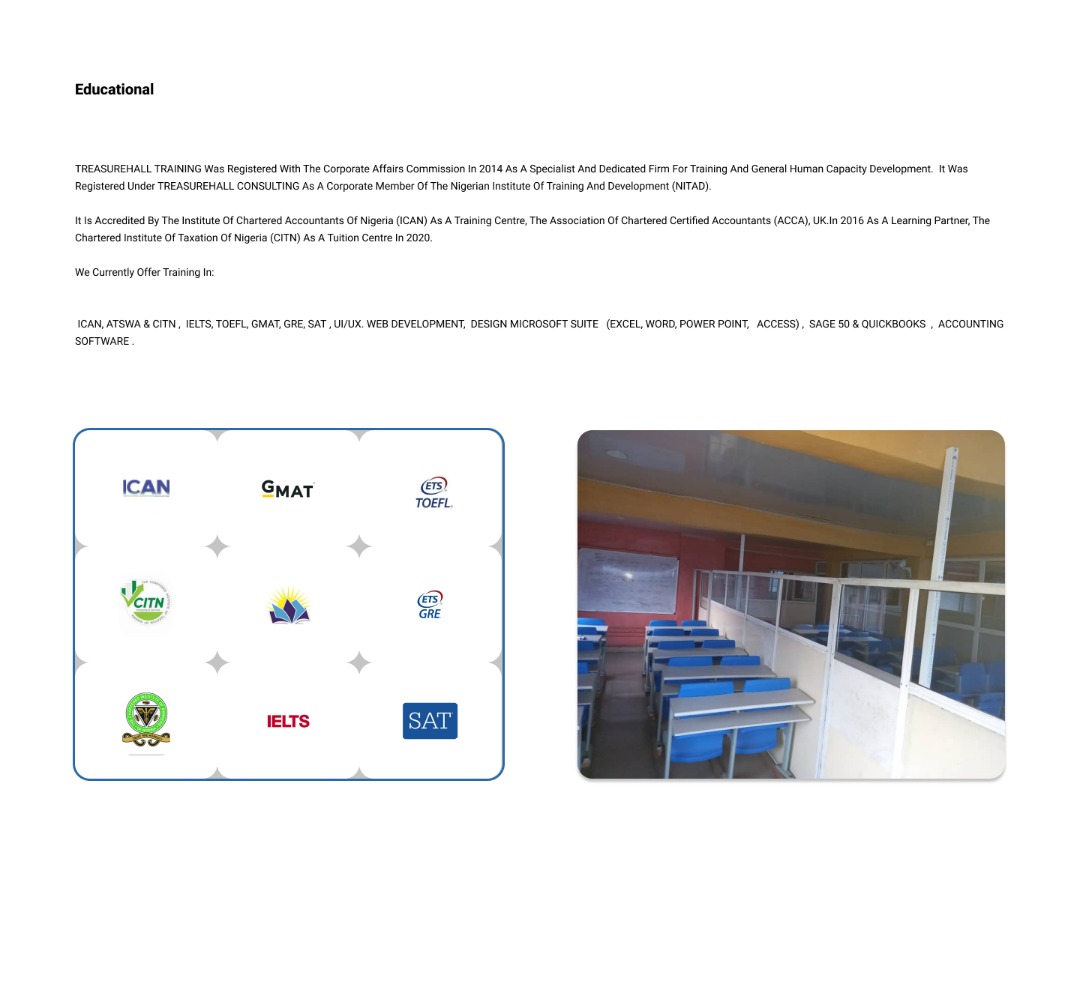 Educational
TREASUREHALL TRAINING Was Registered With The Corporate Affairs Commission In 2014 As A Specialist And Dedicated Firm For Training And General Human Capacity Development.  It Was
Registered Under TREASUREHALL CONSULTING As A Corporate Member Of The Nigerian Institute Of Training And Development (NITAD).
It Is Accredited By The Institute Of Chartered Accountants Of Nigeria (ICAN) As A Training Centre, The Association Of Chartered Certified Accountants (ACCA), UK.In 2016 As A Learning Partner, The
Chartered Institute Of Taxation Of Nigeria (CITN) As A Tuition Centre In 2020.
We Currently Offer Training In:
ICAN, ATSWA & CITN ,  IELTS, TOEFL, GMAT, GRE, SAT , UI/UX. WEB DEVELOPMENT,  DESIGN MICROSOFT SUITE   (EXCEL, WORD, POWER POINT,   ACCESS) ,  SAGE 50 & QUICKBOOKS  ,  ACCOUNTING
SOFTWARE .
ICAN
GMAT
ETS
TOEFL
CITN
ETS
GRE
IELTS
SAT